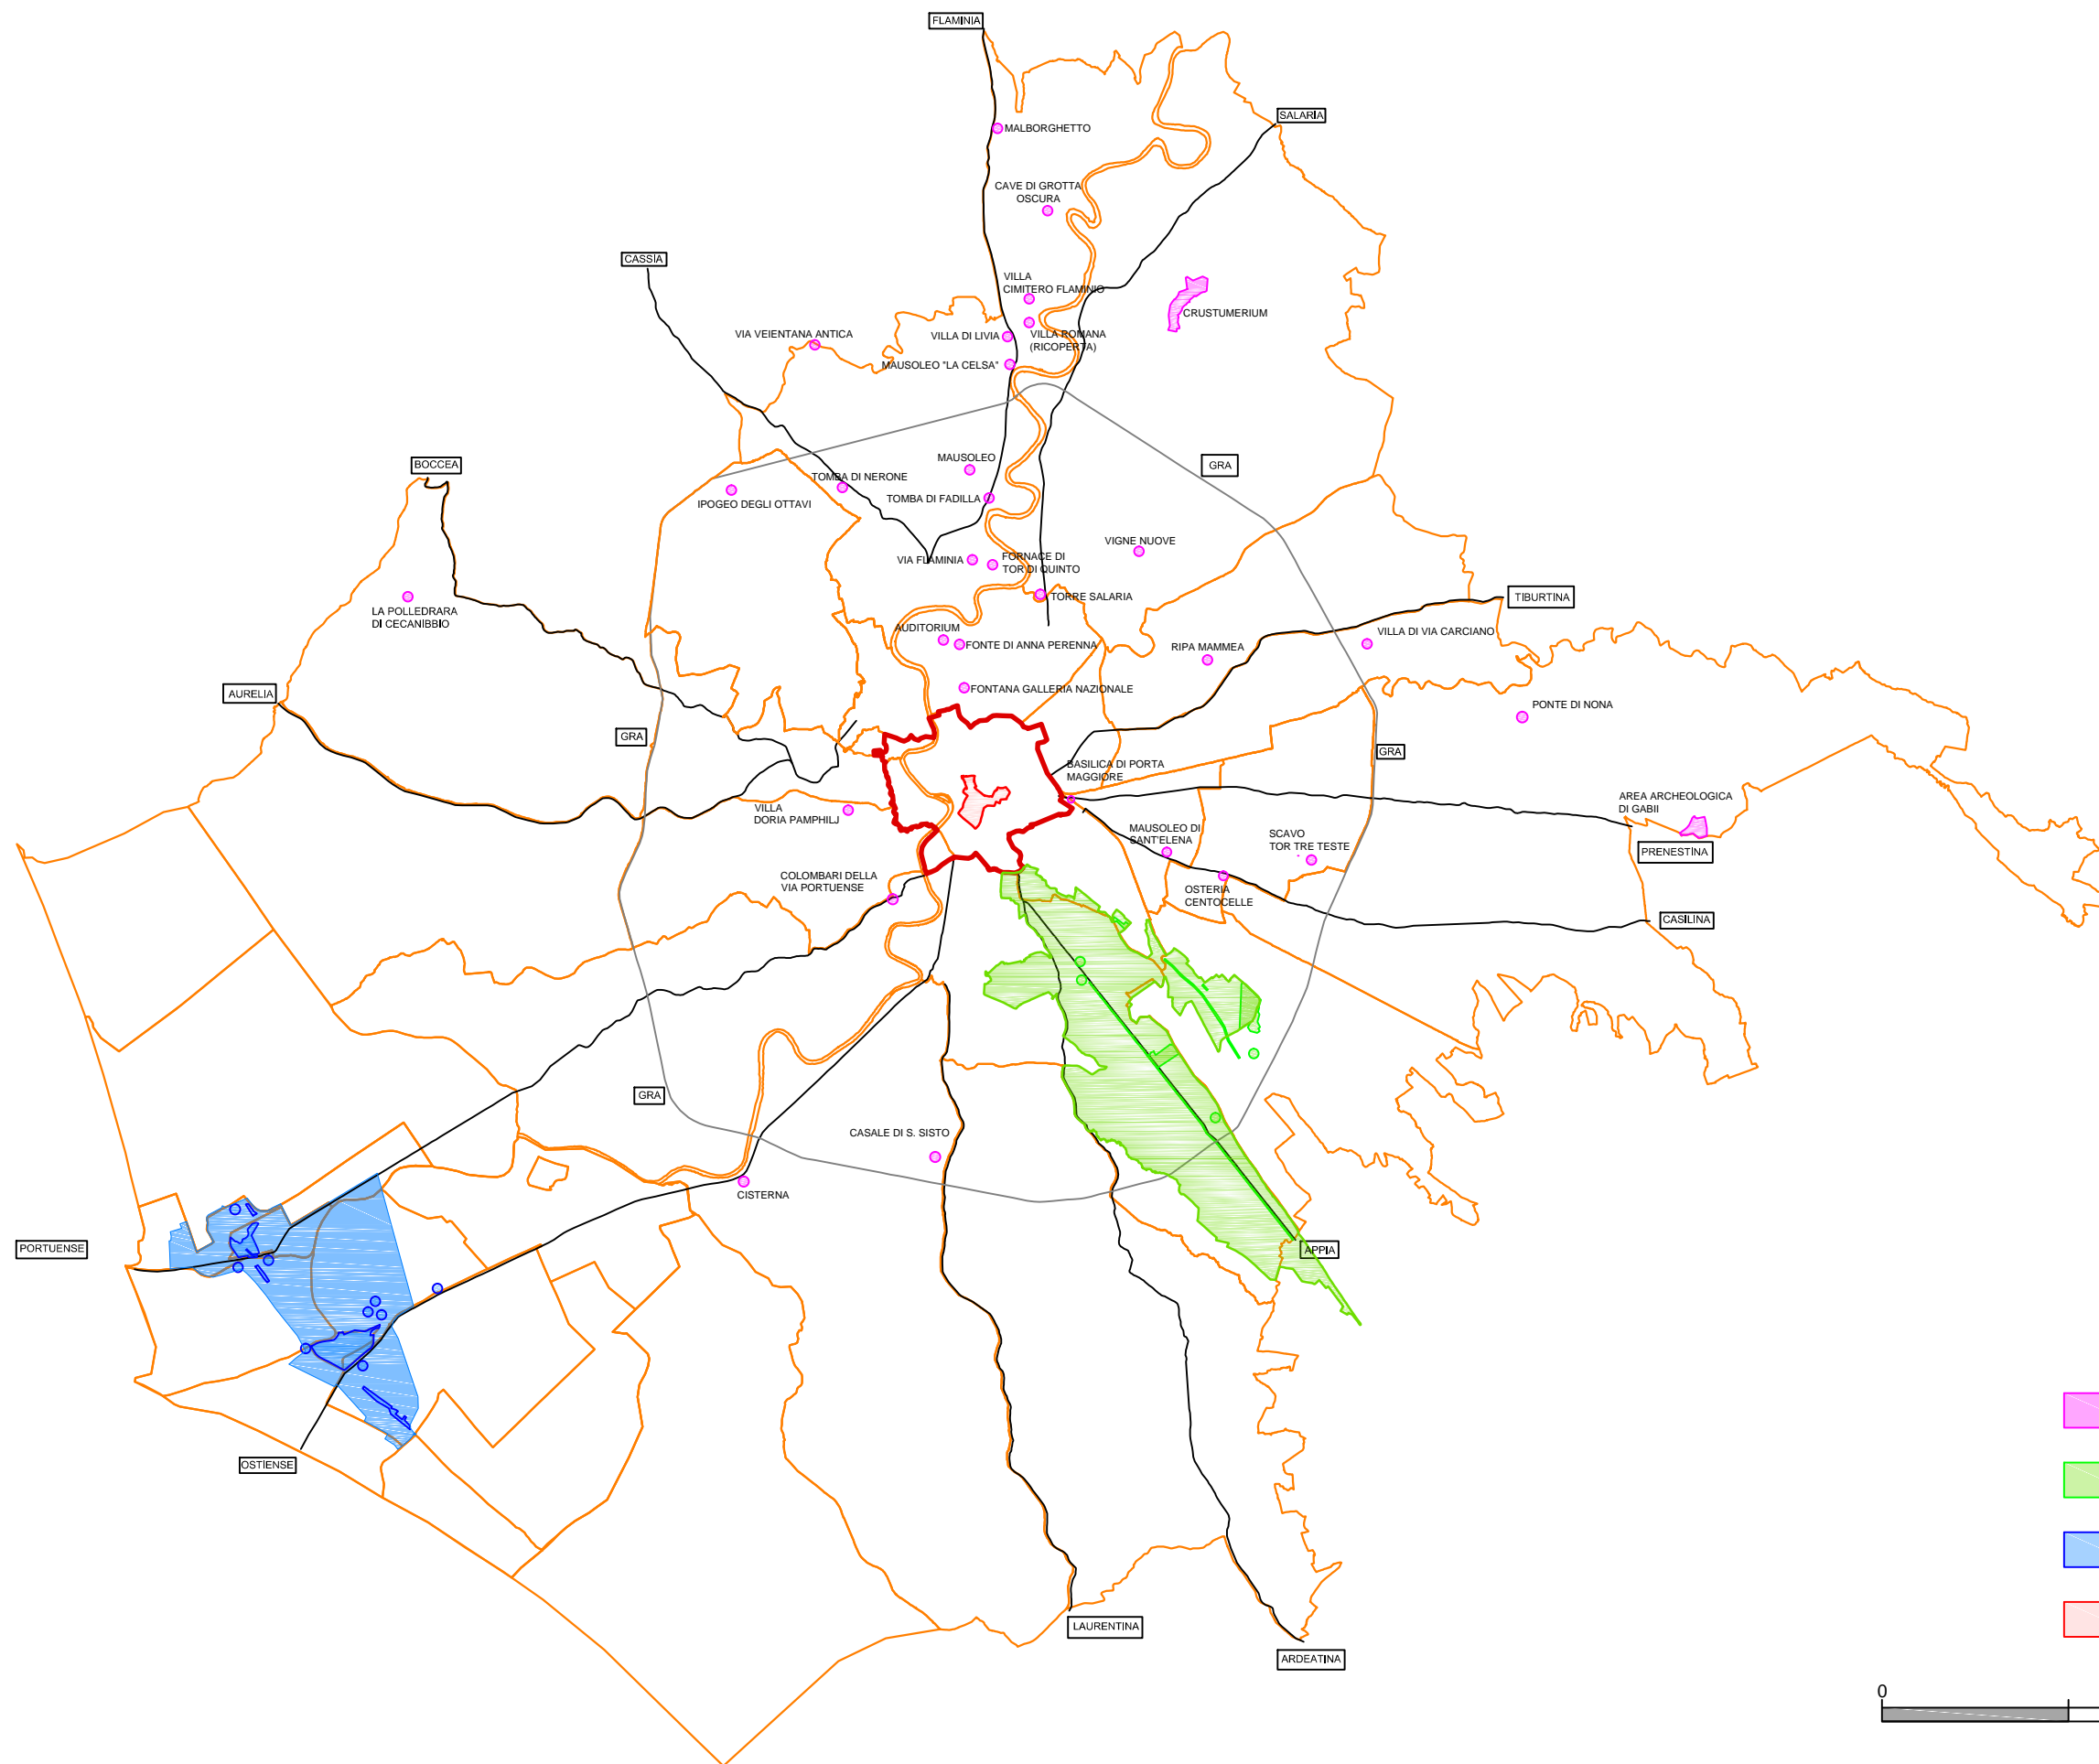 FLAMINIA
SALARIA
MALBORGHETTO
CAVE DI GROTTA
OSCURA
CASSIA
VILLA
CIMITERO FLAMINIO
CRUSTUMERIUM
VIA VEIENTANA ANTICA
VILLA DI LIVIA
VILLA ROMANA
(RICOPERTA)
MAUSOLEO "LA CELSA"
BOCCEA
MAUSOLEO
GRA
TOMBA DI NERONE
IPOGEO DEGLI OTTAVI
TOMBA DI FADILLA
VIGNE NUOVE
VIA FLAMINIA
FORNACE DI
TOR DI QUINTO
TORRE SALARIA
TIBURTINA
LA POLLEDRARA
DI CECANIBBIO
AUDITORIUM
FONTE DI ANNA PERENNA
RIPA MAMMEA
VILLA DI VIA CARCIANO
AURELIA
FONTANA GALLERIA NAZIONALE
PONTE DI NONA
GRA
GRA
BASILICA DI PORTA
MAGGIORE
AREA ARCHEOLOGICA
DI GABII
VILLA
DORIA PAMPHILJ
MAUSOLEO DI
SANT'ELENA
SCAVO
TOR TRE TESTE
PRENESTINA
COLOMBARI DELLA
VIA PORTUENSE
OSTERIA
CENTOCELLE
CASILINA
GRA
CASALE DI S. SISTO
CISTERNA
PORTUENSE
APPIA
OSTIENSE
LAURENTINA
ARDEATINA
0